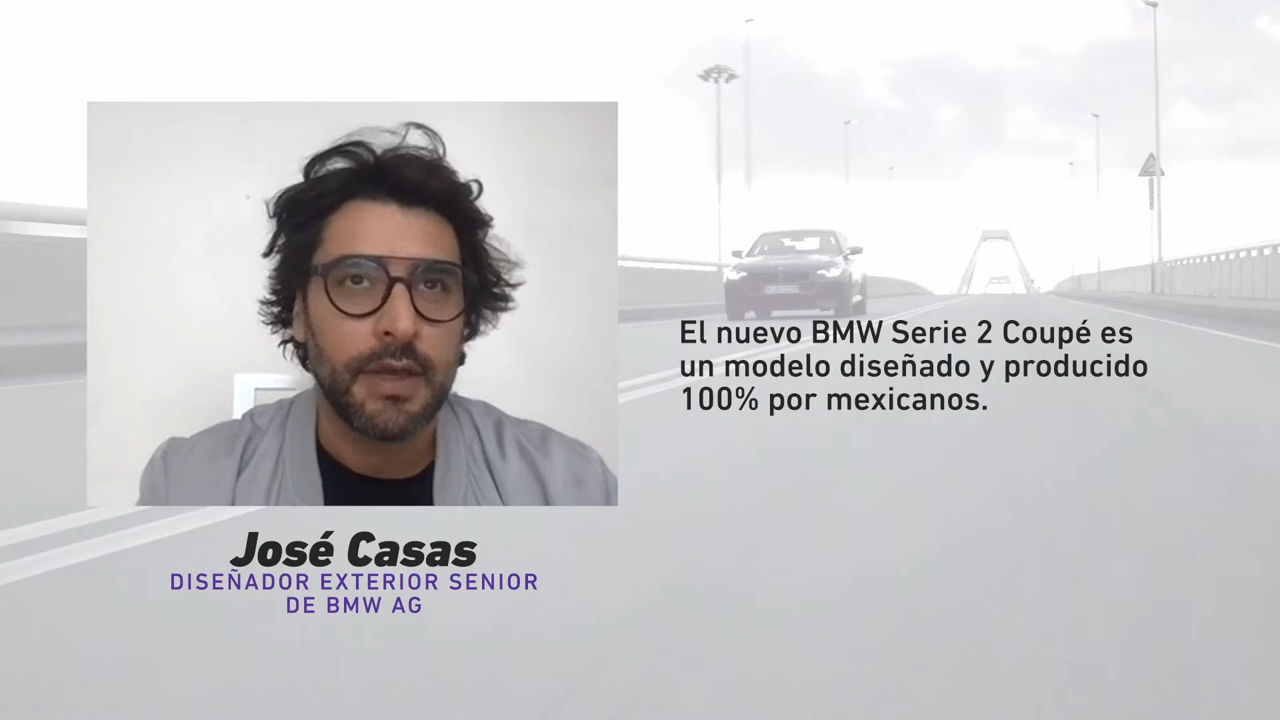 El nuevo BMW Serie 2 Coupé es
un modelo diseñado y producido
100% por mexicanos.
José Casas
DISEÑADOR EXTERIOR SENIOR
DE BMW AG